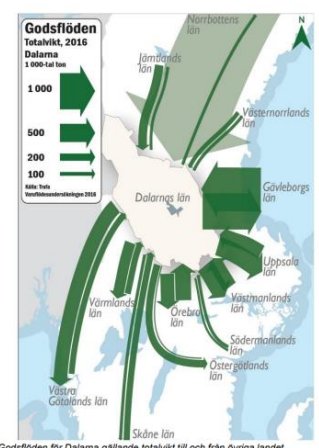 Godsflöden
Totalvikt, 2016
Dalarna
1 000-tal ton
1 000
500
200
100
Källa: Trafa
Varuflödesundersökningen 2016
N
Norrbottens
län
Jämtlands
län
Västernorrlands
län
Dalarnas län
Gävleborgs
län
Uppsala
län
Västmanlands
län
Södermanlands
län
Östergötlands
län
Örebro
län
Värmlands
län
Västra
Götalands län
Skåne län
Godsflöden för Dalarna gällande totalvikt till och från övriga landet